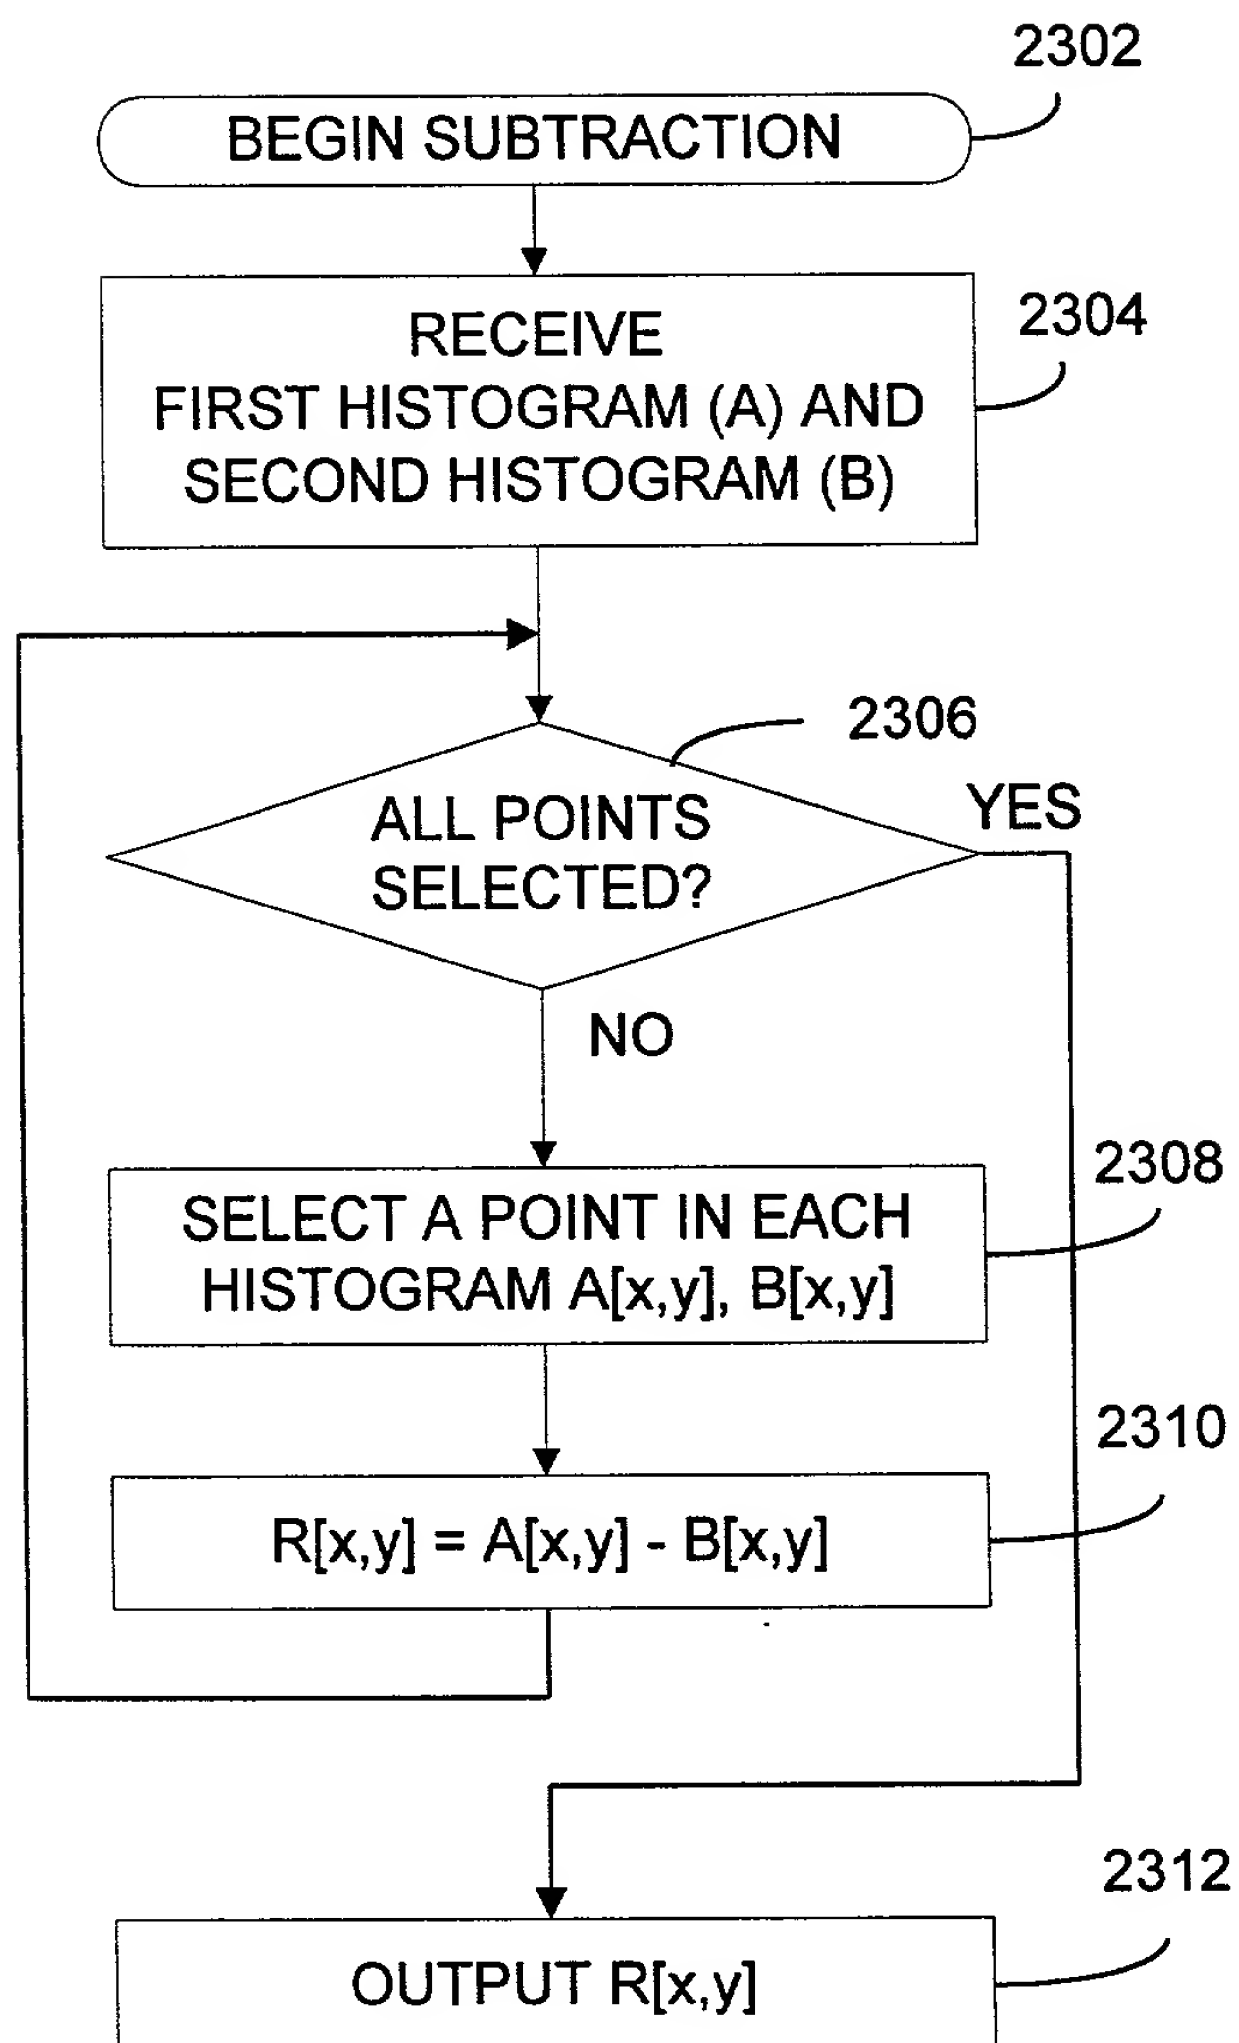 2302
BEGIN SUBTRACTION
2304
RECEIVE
FIRST HISTOGRAM (A) AND
SECOND HISTOGRAM (B)
2306
ALL POINTS
SELECTED?
YES
NO
2308
SELECT A POINT IN EACH
HISTOGRAM A[x,y], B[x,y]
2310
R[x,y] = A[x,y] - B[x,y]
2312
OUTPUT R[x,y]